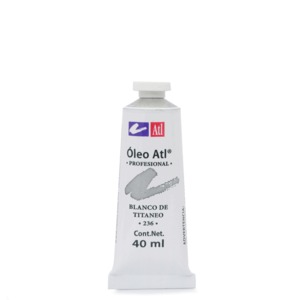 Atl
Óleo Atl®
• PROFESIONAL •
BLANCO DE
TITANEO
• 236 •
Cont.Net.
40 ml